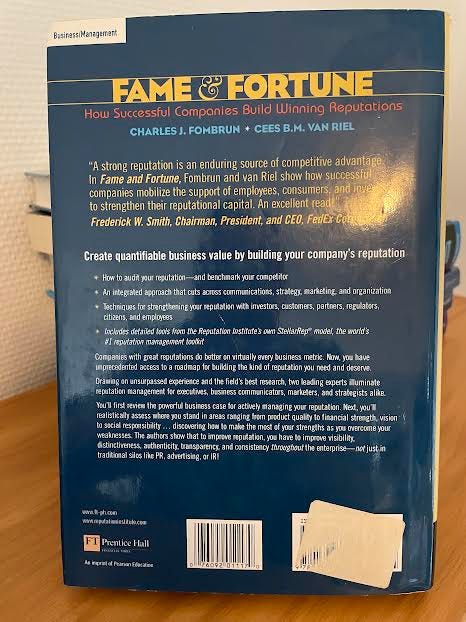 Business/Management
FAME & FORTUNE
How Successful Companies Build Winning Reputations
CHARLES J. FOMBRUN • CEES B.M. VAN RIEL
"A strong reputation is an enduring source of competitive advantage.
In Fame and Fortune, Fombrun and van Riel show how successful
companies mobilize the support of employees, consumers, and
to strengthen their reputational capital. An excellent read!"
Frederick W. Smith, Chairman, President, and CEO, FedEx
Create quantifiable business value by building your company's reputation
* How to audit your reputation—and benchmark your competitor
* An integrated approach that cuts across communications, strategy, marketing, and organization
* Techniques for strengthening your reputation with investors, customers, partners, regulators,
citizens, and employees
* Includes detailed tools from the Reputation Institute's own StellarRep® model, the world's
#1 reputation management toolkit
Companies with great reputations do better on virtually every business metric. Now, you have
unprecedented access to a roadmap for building the kind of reputation you need and deserve.
Drawing on unsurpassed experience and the field's best research, two leading experts illuminate
reputation management for executives, business communicators, marketers, and strategists alike.
You'll first review the powerful business case for actively managing your reputation. Next, you'll
realistically assess where you stand in areas ranging from product quality to financial strength, vision
to social responsibility . . . discovering how to make the most of your strengths as you overcome your
weaknesses. The authors show that to improve reputation, you have to improve visibility,
distinctiveness, authenticity, transparency, and consistency throughout the enterprise—not just in
traditional silos like PR, advertising, or IR!
www.ft-ph.com
www.reputationinstitute.com
FT Prentice Hall
FINANCIAL TIMES
An imprint of Pearson Education
0 76092 01117 0